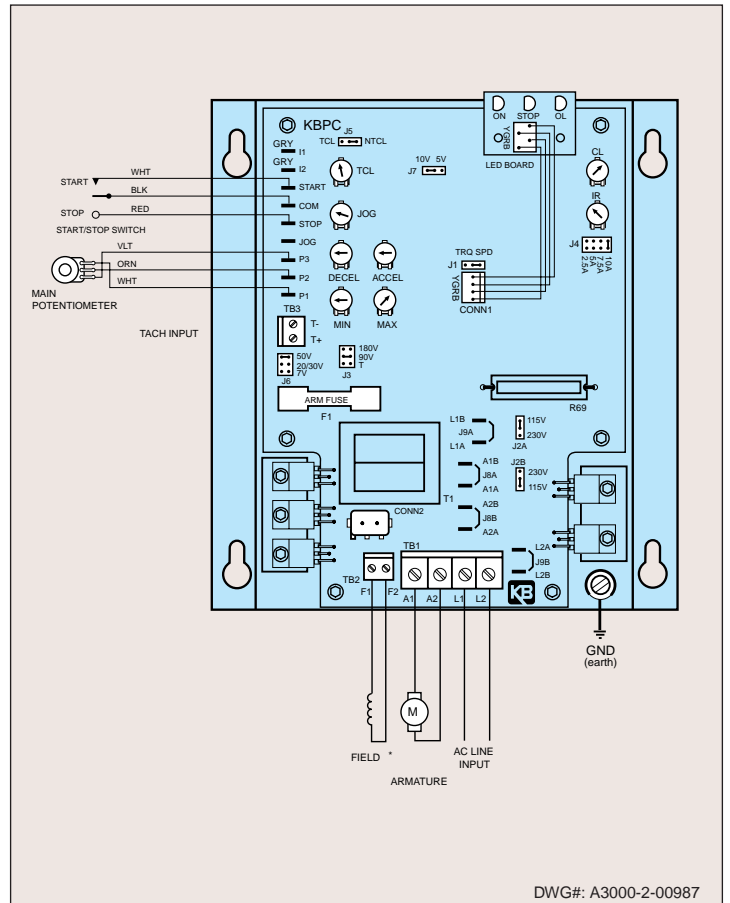 ON STOP OL
YGRB
LED BOARD
KBPC
J5
TCL NTCL
GRY
I1
GRY
I2
TCL
10V 5V
J7
CL
IR
START
WHT
START
BLK
COM
STOP
RED
STOP
START/STOP SWITCH
JOG
JOG
VLT
P3
ORN
P2
WHT
P1
MAIN
POTENTIOMETER
DECEL ACCEL
TRQ SPD
J1
YGRB
CONN1
J4
10A
7.5A
5A
2.5A
MIN MAX
TB3
TACH INPUT
T-
T+
50V
20/30V
7V
J6
180V
90V
T
J3
ARM FUSE
F1
R69
L1B
J9A
L1A
115V
230V
J2A
A1B
J8A
A1A
J2B
230V
115V
T1
A2B
J8B
A2A
CONN2
TB1
TB2
F1 F2
A1 A2 L1 L2
L2A
J9B
L2B
KB
GND
(earth)
M
FIELD *
AC LINE
INPUT
ARMATURE
DWG#: A3000-2-00987